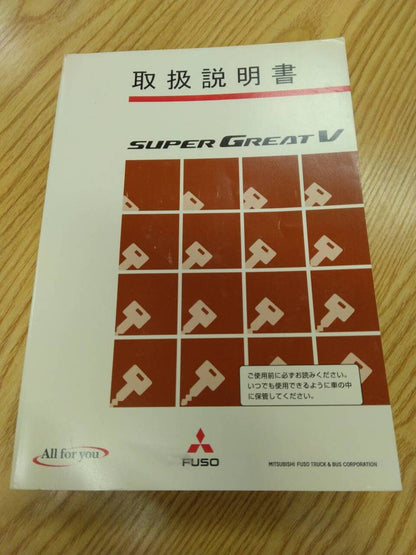 取扱説明書
SUPER GREAT V
ご使用前に必ずお読みください。
いつでも使用できるように車の中
に保管してください。
All for you
FUSO
MITSUBISHI FUSO TRUCK & BUS CORPORATION